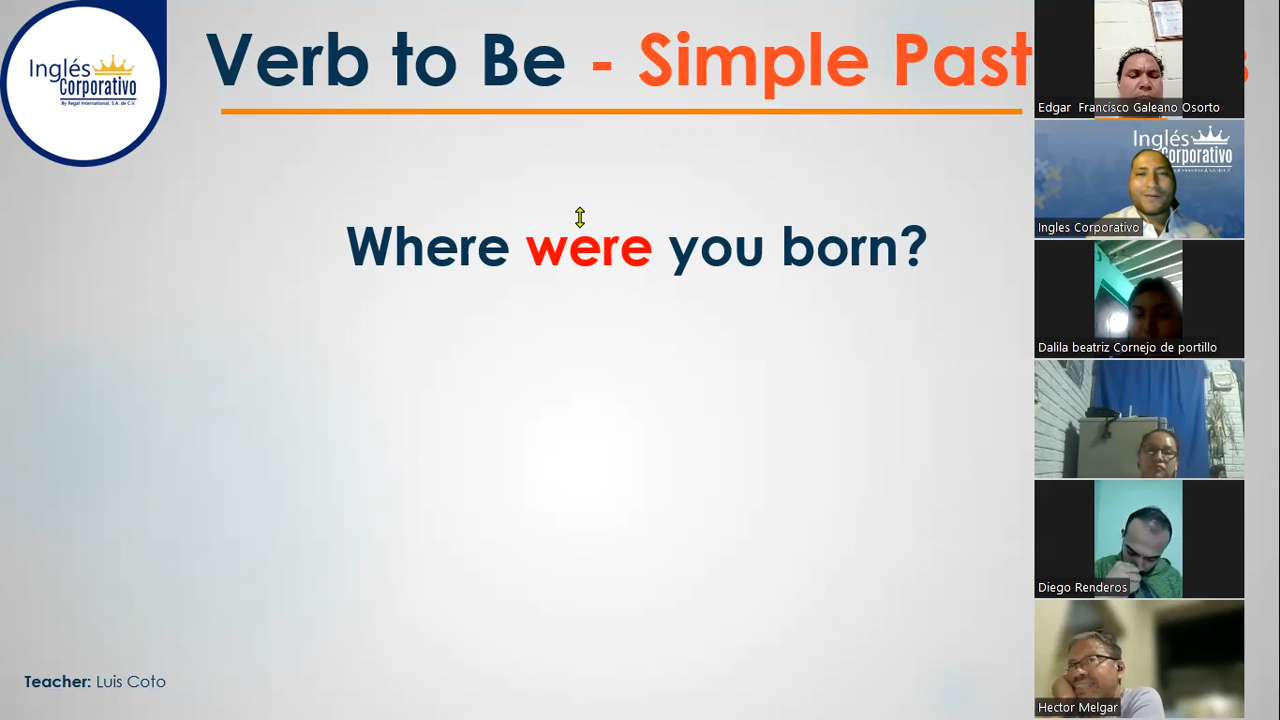 Inglés
Corporativo
By Regal International, S.A. de C.V.
Verb to Be - Simple Past
Where were you born?
Teacher: Luis Coto
Edgar Francisco Galeano Osorto
Inglés
Corporativo
Ingles Corporativo
Dalila beatriz Cornejo de portillo
Diego Renderos
Hector Melgar